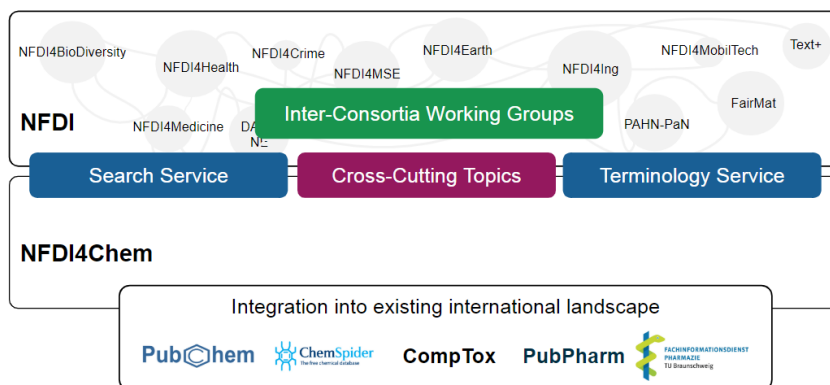 NFDI4BioDiversity
NFDI4Health
NFDI4Crime
NFDI4MSE
NFDI4Earth
NFDI4Ing
NFDI4MobilTech
Text+
NFDI
NFDI4Medicine
DA
NE
Inter-Consortia Working Groups
PAHN-PaN
FairMat
Search Service
Cross-Cutting Topics
Terminology Service
NFDI4Chem
Integration into existing international landscape
PubChem
ChemSpider
The free chemical database
CompTox
PubPharm
FACHINFORMATIONSDIENST
PHARMAZIE
TU Braunschweig